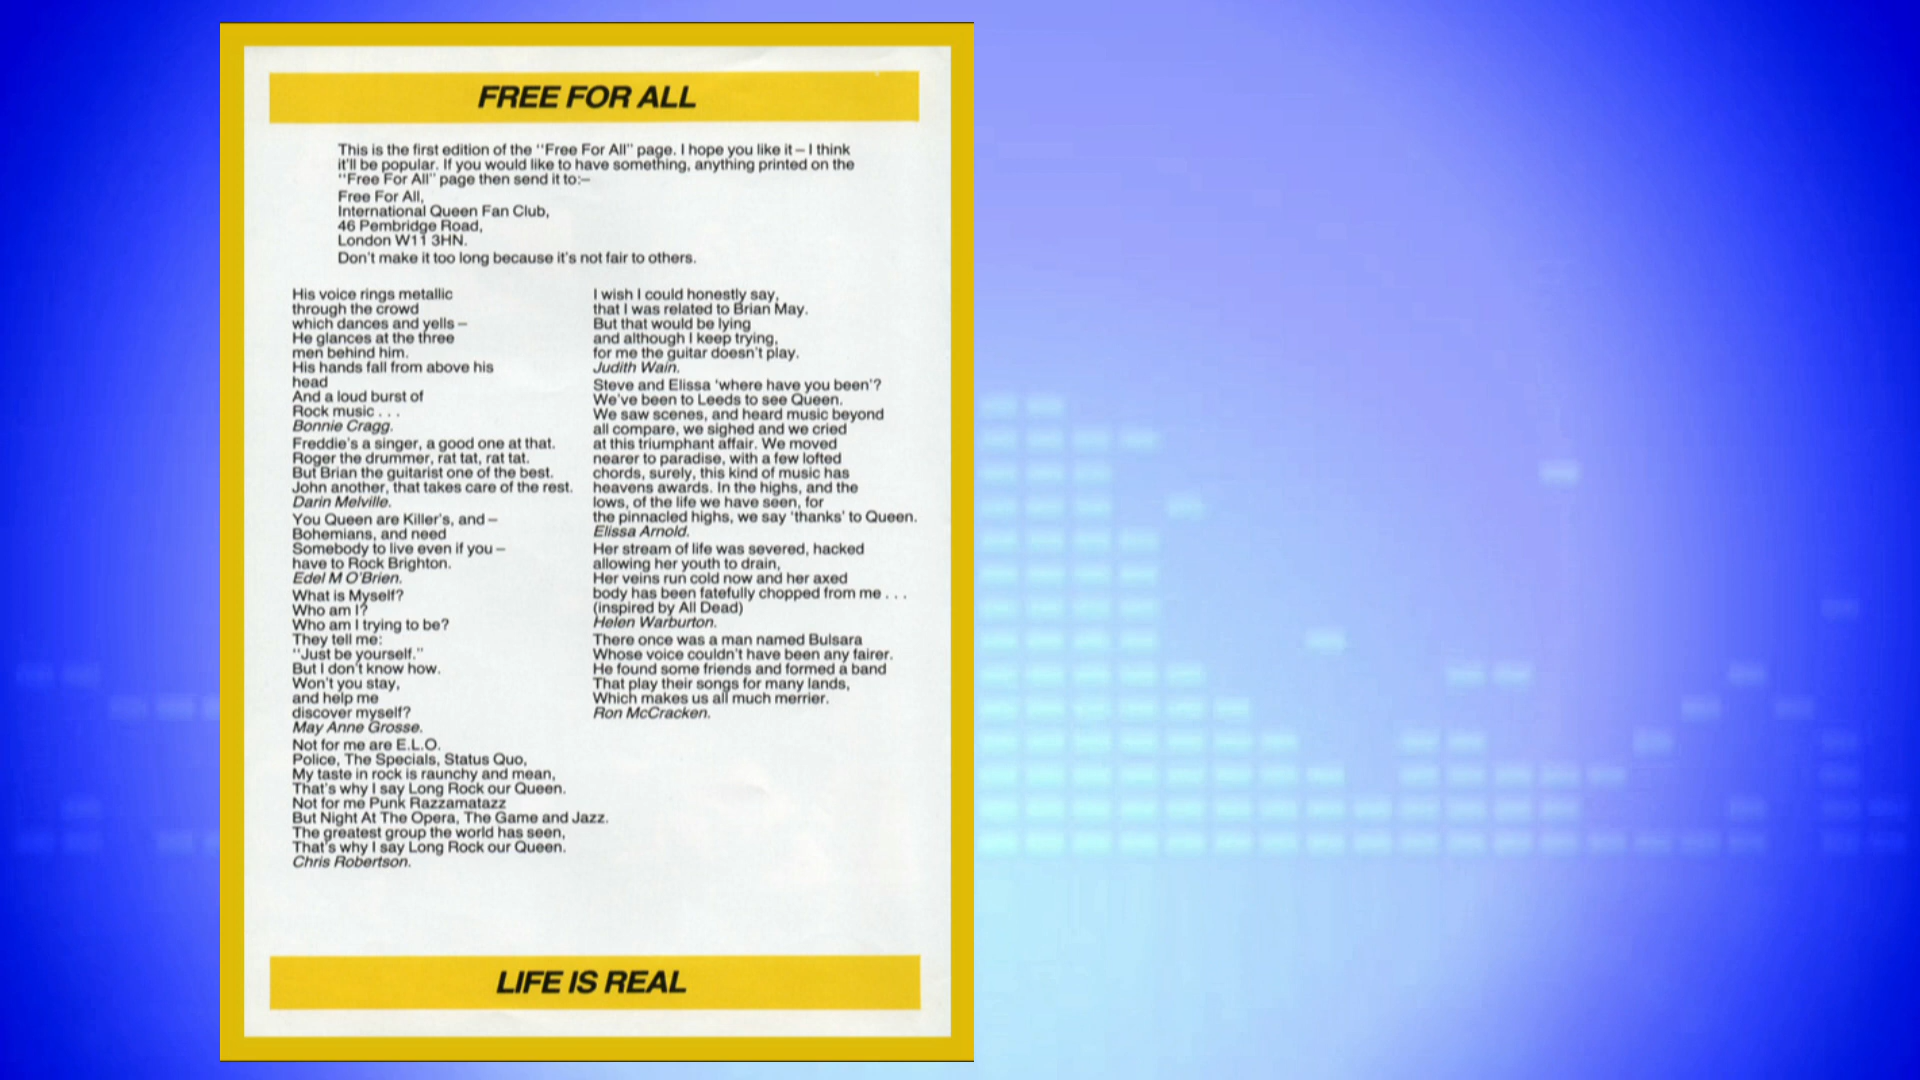 FREE FOR ALL
This is the first edition of the "Free For All" page. I hope you like it – I think
it'll be popular. If you would like to have something, anything printed on the
"Free For All" page then send it to:–
Free For All,
International Queen Fan Club,
46 Pembridge Road,
London W11 3HN.
Don't make it too long because it's not fair to others.
His voice rings metallic
through the crowd
which dances and yells –
He glances at the three
men behind him.
His hands fall from above his
head
And a loud burst of
Rock music . . .
Bonnie Cragg.
Freddie's a singer, a good one at that.
Roger the drummer, rat tat, rat tat.
But Brian the guitarist one of the best.
John another, that takes care of the rest.
Darin Melville.
You Queen are Killer's, and –
Bohemians, and need
Somebody to live even if you –
have to Rock Brighton.
Edel M O'Brien.
What is Myself?
Who am I?
Who am I trying to be?
They tell me:
"Just be yourself."
But I don't know how.
Won't you stay,
and help me
discover myself?
May Anne Grosse.
Not for me are E.L.O.
Police, The Specials, Status Quo,
My taste in rock is raunchy and mean,
That's why I say Long Rock our Queen.
Not for me Punk Razzamatazz
But Night At The Opera, The Game and Jazz.
The greatest group the world has seen,
That's why I say Long Rock our Queen.
Chris Robertson.
I wish I could honestly say,
that I was related to Brian May.
But that would be lying
and although I keep trying,
for me the guitar doesn't play.
Judith Wain.
Steve and Elissa 'where have you been'?
We've been to Leeds to see Queen.
We saw scenes, and heard music beyond
all compare, we sighed and we cried
at this triumphant affair. We moved
nearer to paradise, with a few lofted
chords, surely, this kind of music has
heavens awards. In the highs, and the
lows, of the life we have seen, for
the pinnacled highs, we say 'thanks' to Queen.
Elissa Arnold.
Her stream of life was severed, hacked
allowing her youth to drain,
Her veins run cold now and her axed
body has been fatefully chopped from me . . .
(inspired by All Dead)
Helen Warburton.
There once was a man named Bulsara
Whose voice couldn't have been any fairer.
He found some friends and formed a band
That play their songs for many lands,
Which makes us all much merrier.
Ron McCracken.
LIFE IS REAL